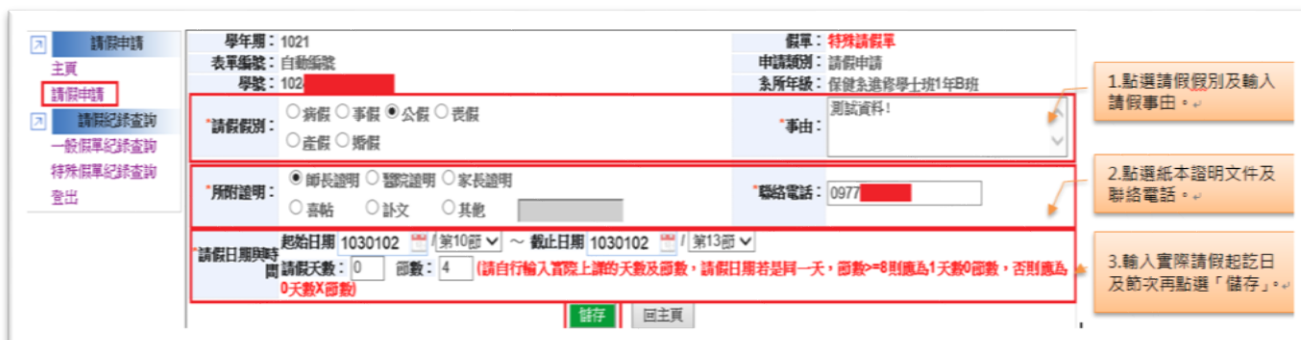 請假申請
主頁
請假申請
請假紀錄查詢
一般假單紀錄查詢
特殊假單紀錄查詢
登出
學年期：1021
假單：特殊請假單
表單編號：自動編號
申請類別：請假申請
學號：102
系所年級：保健系進修學士班1年B班
*請假假別：
病假 事假 公假 喪假
產假 婚假
*事由：
測試資料!
*所附證明：
師長證明 醫院證明 家長證明
喜帖 訃文 其他
*聯絡電話：0977
*請假日期與時間
起始日期 1030102 / 第10節 ～ 截止日期 1030102 / 第13節
請假天數：0 節數：4 (請自行輸入實際上課的天數及節數，請假日期若是同一天，節數>=8則應為1天數0節數，否則應為
0天數X節數)
儲存 回主頁
1.點選請假假別及輸入
請假事由。
2.點選紙本證明文件及
聯絡電話。
3.輸入實際請假起訖日
及節次再點選「儲存」。